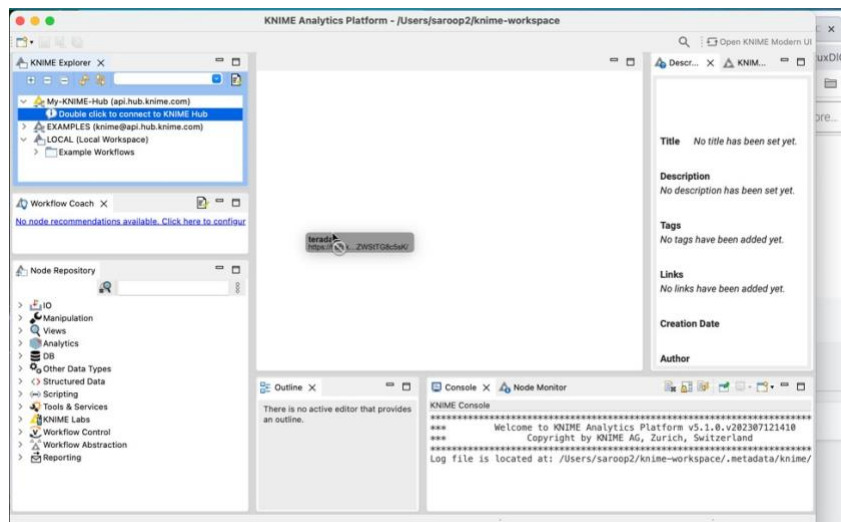 KNIME Analytics Platform - /Users/saroop2/knime-workspace
Open KNIME Modern UI
KNIME Explorer
My-KNIME-Hub (api.hub.knime.com)
Double click to connect to KNIME Hub
EXAMPLES (knime@api.hub.knime.com)
LOCAL (Local Workspace)
Example Workflows
Workflow Coach
No node recommendations available. Click here to configur
Node Repository
IO
Manipulation
Views
Analytics
DB
Other Data Types
Structured Data
Scripting
Tools & Services
KNIME Labs
Workflow Control
Workflow Abstraction
Reporting
Descr...
KNIM...
Title No title has been set yet.
Description
No description has been set yet.
Tags
No tags have been added yet.
Links
No links have been added yet.
Creation Date
Author
Outline
There is no active editor that provides
an outline.
Console
Node Monitor
KNIME Console
*** Welcome to KNIME Analytics Platform v5.1.0.v202307121410
*** Copyright by KNIME AG, Zurich, Switzerland
Log file is located at: /Users/saroop2/knime-workspace/.metadata/knime/